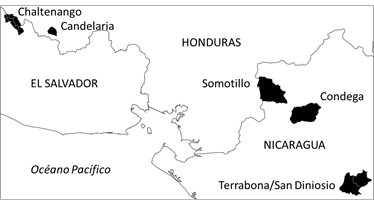 Chaltenango
Candelaria
HONDURAS
EL SALVADOR
Somotillo
Condega
NICARAGUA
Océano Pacífico
Terrabona/San Diniosio